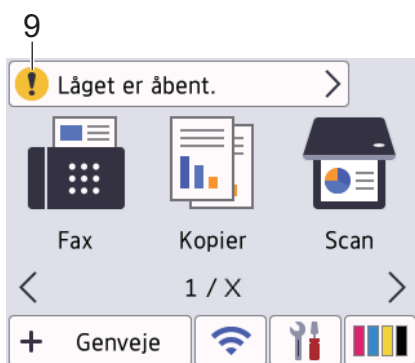 9
Låget er åbent.
Fax Kopier Scan
1 / X
+ Genveje